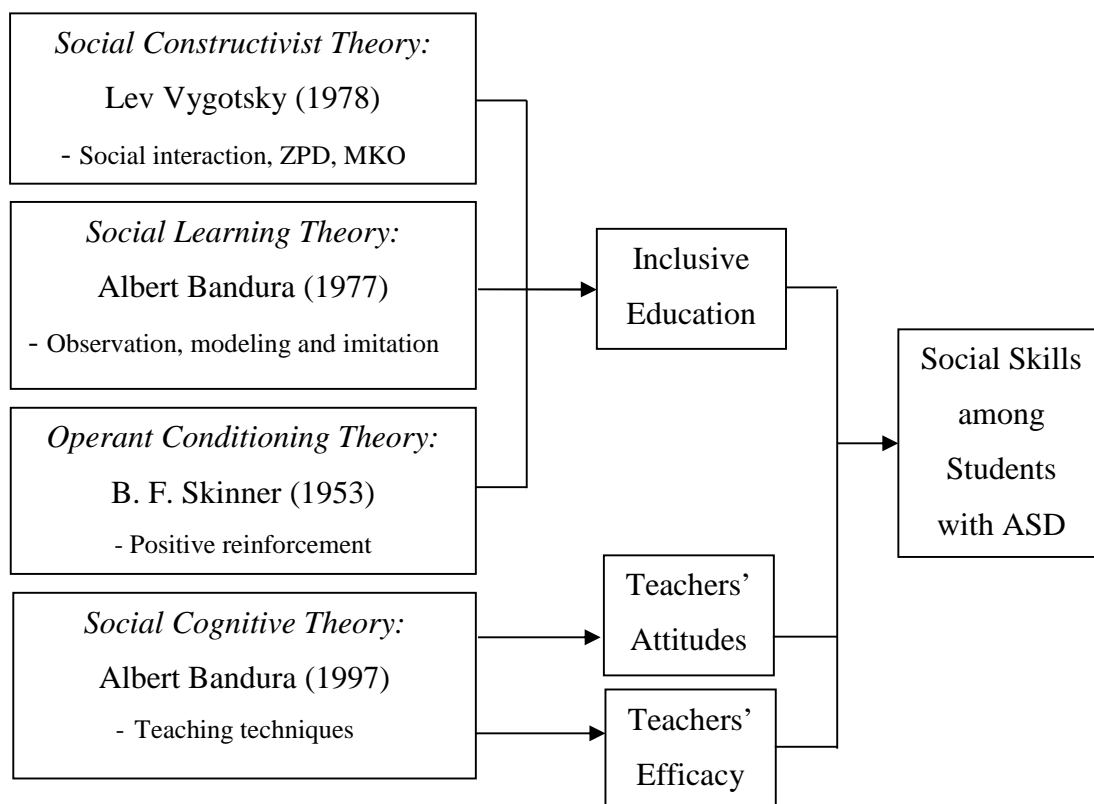 Social Constructivist Theory:
Lev Vygotsky (1978)
- Social interaction, ZPD, MKO
Social Learning Theory:
Albert Bandura (1977)
- Observation, modeling and imitation
Operant Conditioning Theory:
B. F. Skinner (1953)
- Positive reinforcement
Social Cognitive Theory:
Albert Bandura (1997)
- Teaching techniques
Inclusive
Education
Teachers’
Attitudes
Teachers’
Efficacy
Social Skills
among
Students
with ASD